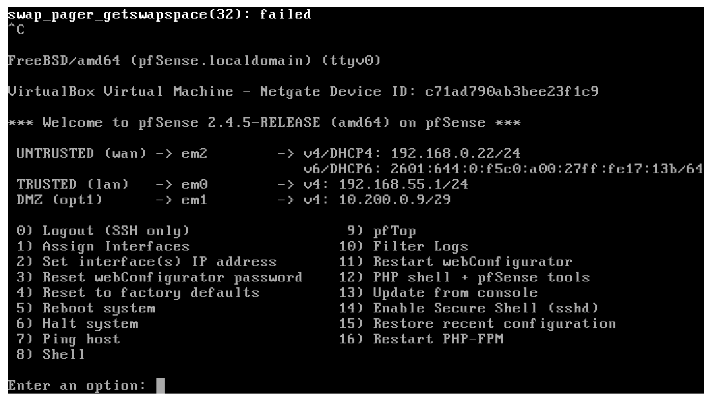 swap_pager_getswapspace(32): failed
^C
FreeBSD/amd64 (pfSense.localdomain) (ttyv0)
VirtualBox Virtual Machine - Netgate Device ID: c71ad790ab3bee23f1c9
*** Welcome to pfSense 2.4.5-RELEASE (amd64) on pfSense ***
UNTRUSTED (wan) -> em2 -> v4/DHCP4: 192.168.0.22/24
v6/DHCP6: 2601:644:0:f5c0:a00:27ff:fe17:13b/64
TRUSTED (lan) -> em0 -> v4: 192.168.55.1/24
DMZ (opt1) -> em1 -> v4: 10.200.0.9/29
0) Logout (SSH only) 9) pfTop
1) Assign Interfaces 10) Filter Logs
2) Set interface(s) IP address 11) Restart webConfigurator
3) Reset webConfigurator password 12) PHP shell + pfSense tools
4) Reset to factory defaults 13) Update from console
5) Reboot system 14) Enable Secure Shell (sshd)
6) Halt system 15) Restore recent configuration
7) Ping host 16) Restart PHP-FPM
8) Shell
Enter an option: